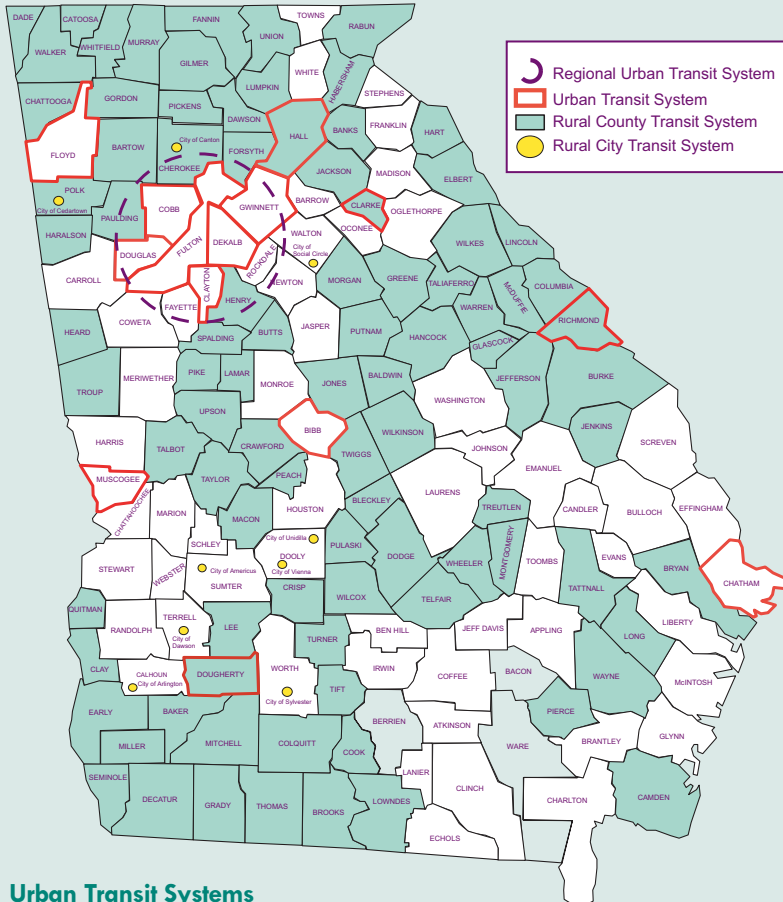 DADE
CATOOSA
WALKER
WHITFIELD
MURRAY
FANNIN
UNION
TOWNS
RABUN
GILMER
WHITE
HABERSHAM
LUMPKIN
STEPHENS
CHATTOOGA
GORDON
PICKENS
DAWSON
HALL
BANKS
FRANKLIN
HART
FLOYD
BARTOW
City of Canton
CHEROKEE
FORSYTH
JACKSON
MADISON
ELBERT
POLK
City of Cedartown
PAULDING
COBB
GWINNETT
BARROW
CLARKE
OCONEE
OGLETHORPE
HARALSON
DOUGLAS
FULTON
DEKALB
WALTON
City of
Social Circle
ROCKDALE
WILKES
LINCOLN
CARROLL
CLAYTON
NEWTON
MORGAN
GREENE
TALIAFERRO
McDUFFIE
COLUMBIA
FAYETTE
HENRY
WARREN
RICHMOND
COWETA
SPALDING
BUTTS
JASPER
PUTNAM
HANCOCK
GLASCOCK
HEARD
JEFFERSON
BURKE
MERIWETHER
PIKE
LAMAR
MONROE
JONES
BALDWIN
TROUP
WASHINGTON
UPSON
JENKINS
BIBB
WILKINSON
HARRIS
TALBOT
CRAWFORD
TWIGGS
JOHNSON
SCREVEN
MUSCOGEE
CHATTAHOOCHEE
TAYLOR
PEACH
EMANUEL
LAURENS
BLECKLEY
MARION
MACON
HOUSTON
TREUTLEN
CANDLER
BULLOCH
EFFINGHAM
SCHLEY
City of Unidilla
DOOLY
City of Vienna
PULASKI
DODGE
WHEELER
MONTGOMERY
TOOMBS
EVANS
BRYAN
STEWART
WEBSTER
City of Americus
SUMTER
CRISP
WILCOX
TELFAIR
TATTNALL
CHATHAM
QUITMAN
RANDOLPH
TERRELL
City of
Dawson
LEE
TURNER
BEN HILL
JEFF DAVIS
APPLING
LONG
LIBERTY
CLAY
CALHOUN
City of Arlington
DOUGHERTY
WORTH
City of Sylvester
TIFT
IRWIN
COFFEE
BACON
WAYNE
McINTOSH
EARLY
BAKER
PIERCE
BERRIEN
ATKINSON
WARE
BRANTLEY
GLYNN
MILLER
MITCHELL
COLQUITT
COOK
LANIER
CLINCH
CHARLTON
CAMDEN
SEMINOLE
DECATUR
GRADY
THOMAS
BROOKS
LOWNDES
ECHOLS
Regional Urban Transit System
Urban Transit System
Rural County Transit System
Rural City Transit System
Urban Transit Systems